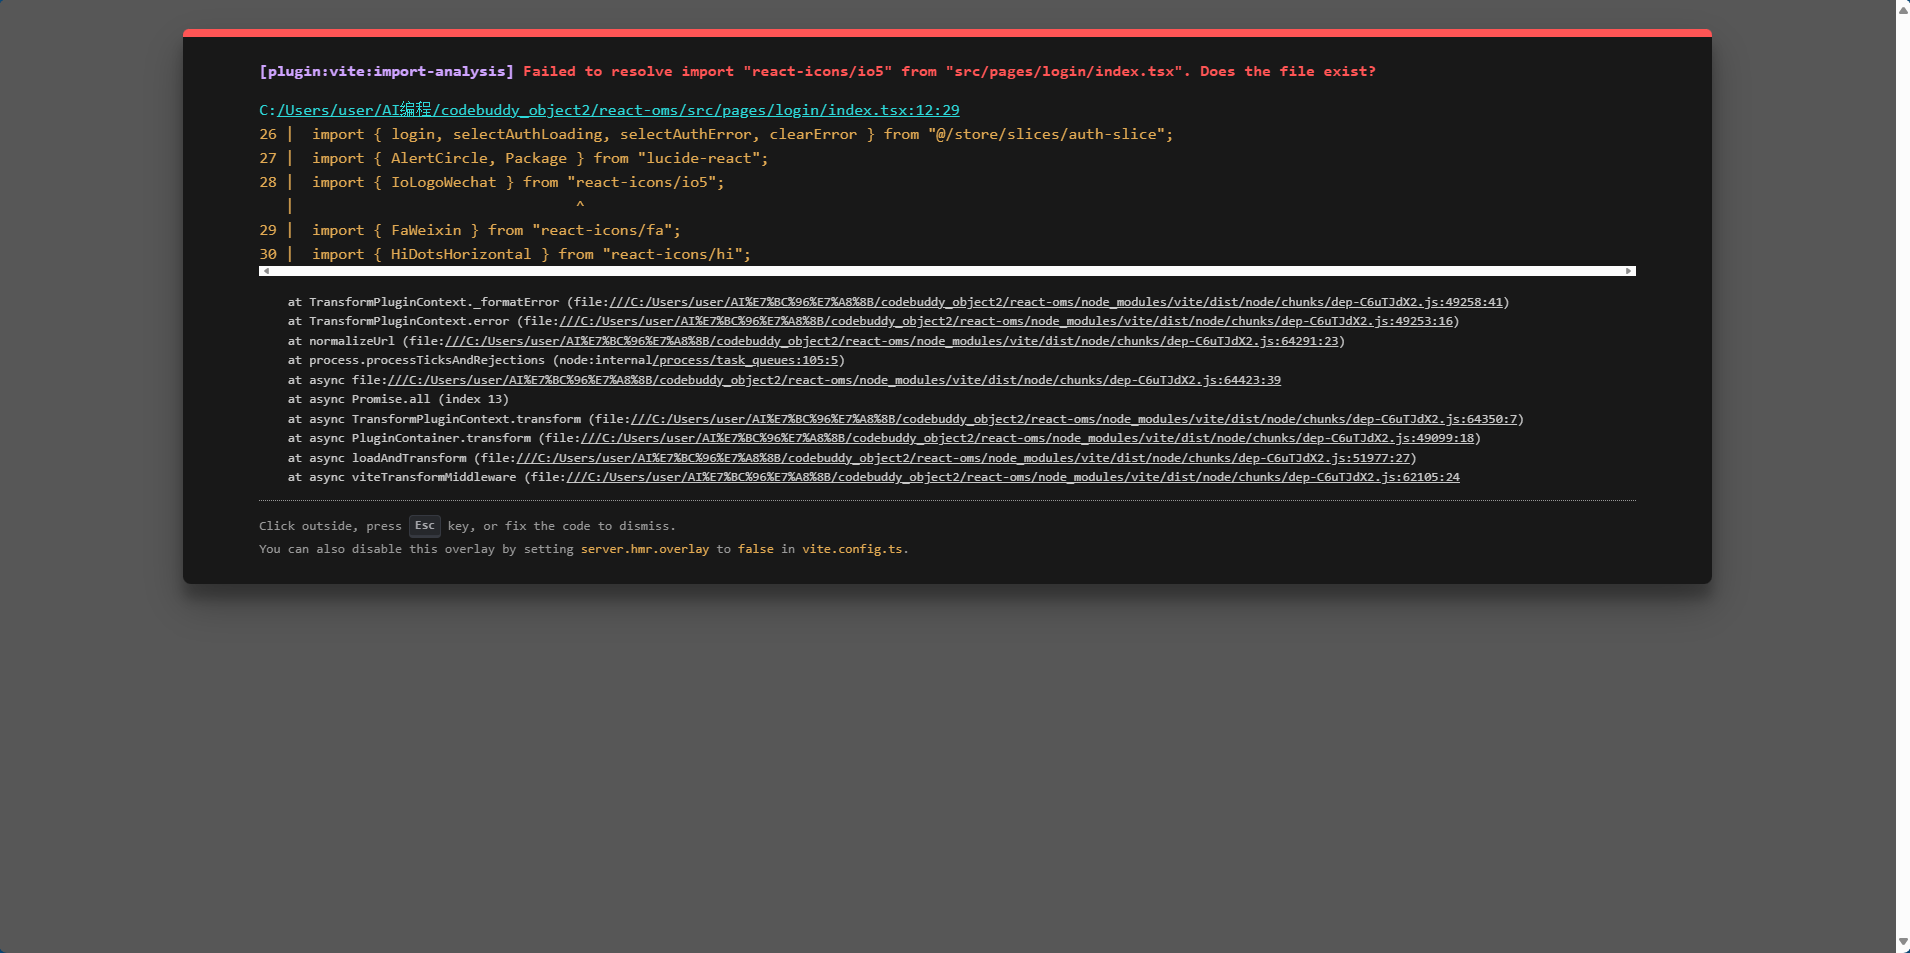 [plugin:vite:import-analysis] Failed to resolve import "react-icons/io5" from "src/pages/login/index.tsx". Does the file exist?
C:/Users/user/AI编程/codebuddy_object2/react-oms/src/pages/login/index.tsx:12:29
26 |  import { login, selectAuthLoading, selectAuthError, clearError } from "@/store/slices/auth-slice";
27 |  import { AlertCircle, Package } from "lucide-react";
28 |  import { IoLogoWechat } from "react-icons/io5";
   |                                ^
29 |  import { FaWeixin } from "react-icons/fa";
30 |  import { HiDotsHorizontal } from "react-icons/hi";
at TransformPluginContext._formatError (file:///C:/Users/user/AI%E7%BC%96%E7%A8%8B/codebuddy_object2/react-oms/node_modules/vite/dist/node/chunks/dep-C6uTJdX2.js:49258:41)
at TransformPluginContext.error (file:///C:/Users/user/AI%E7%BC%96%E7%A8%8B/codebuddy_object2/react-oms/node_modules/vite/dist/node/chunks/dep-C6uTJdX2.js:49253:16)
at normalizeUrl (file:///C:/Users/user/AI%E7%BC%96%E7%A8%8B/codebuddy_object2/react-oms/node_modules/vite/dist/node/chunks/dep-C6uTJdX2.js:64291:23)
at process.processTicksAndRejections (node:internal/process/task_queues:105:5)
at async file:///C:/Users/user/AI%E7%BC%96%E7%A8%8B/codebuddy_object2/react-oms/node_modules/vite/dist/node/chunks/dep-C6uTJdX2.js:64423:39
at async Promise.all (index 13)
at async TransformPluginContext.transform (file:///C:/Users/user/AI%E7%BC%96%E7%A8%8B/codebuddy_object2/react-oms/node_modules/vite/dist/node/chunks/dep-C6uTJdX2.js:64350:7)
at async PluginContainer.transform (file:///C:/Users/user/AI%E7%BC%96%E7%A8%8B/codebuddy_object2/react-oms/node_modules/vite/dist/node/chunks/dep-C6uTJdX2.js:49099:18)
at async loadAndTransform (file:///C:/Users/user/AI%E7%BC%96%E7%A8%8B/codebuddy_object2/react-oms/node_modules/vite/dist/node/chunks/dep-C6uTJdX2.js:51977:27)
at async viteTransformMiddleware (file:///C:/Users/user/AI%E7%BC%96%E7%A8%8B/codebuddy_object2/react-oms/node_modules/vite/dist/node/chunks/dep-C6uTJdX2.js:62105:24
Click outside, press Esc key, or fix the code to dismiss.
You can also disable this overlay by setting server.hmr.overlay to false in vite.config.ts.